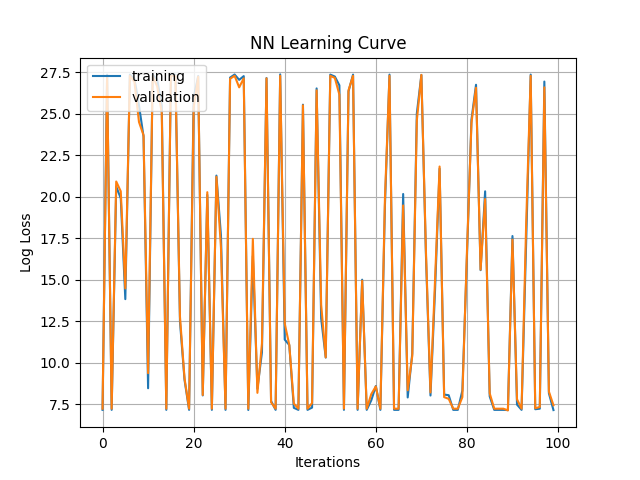 NN Learning Curve
training
validation
Log Loss
27.5
25.0
22.5
20.0
17.5
15.0
12.5
10.0
7.5
0 20 40 60 80 100
Iterations